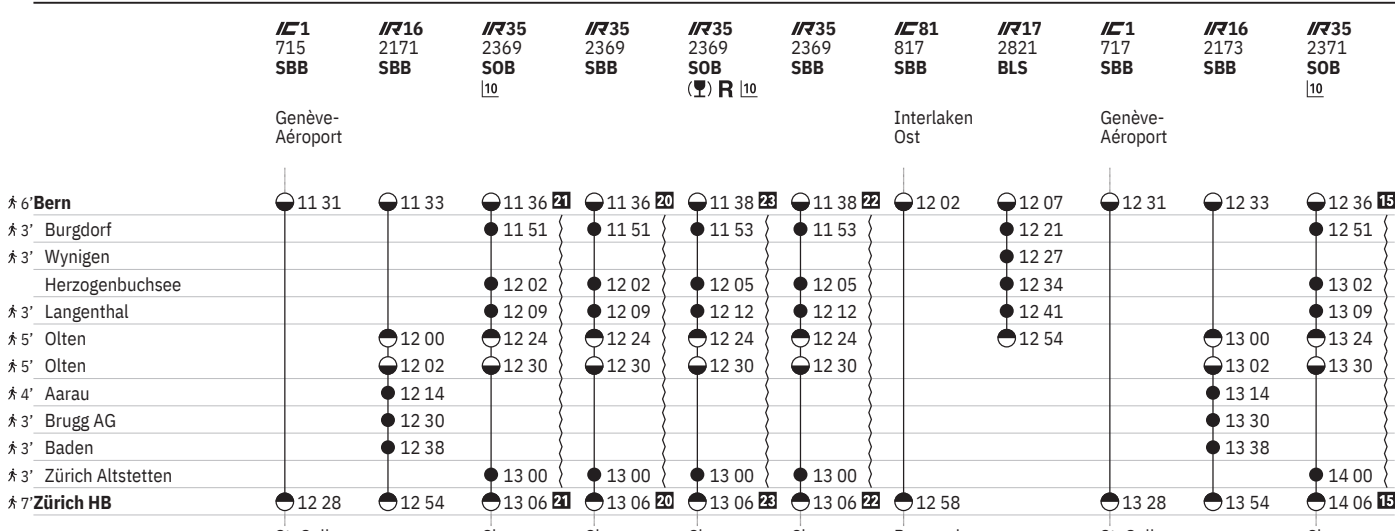 IC1 IR16 IR35 IR35 IR35 IR35 IC81 IR17 IC1 IR16 IR35
715 2171 2369 2369 2369 2369 817 2821 717 2173 2371
SBB SBB SOB SBB SOB SBB SBB BLS SBB SBB SOB
10 ( ) R 10 10
Genève- Interlaken Genève-
Aéroport Ost Aéroport
6' Bern 11 31 11 33 11 36 21 11 36 20 11 38 23 11 38 22 12 02 12 07 12 31 12 33 12 36 15
3' Burgdorf 11 51 11 51 11 53 11 53 12 21 12 51
3' Wynigen 12 27
Herzogenbuchsee 12 02 12 02 12 05 12 05 12 34 13 02
3' Langenthal 12 09 12 09 12 12 12 12 12 41 13 09
5' Olten 12 00 12 24 12 24 12 24 12 24 12 54 13 00 13 24
5' Olten 12 02 12 30 12 30 12 30 12 30 13 02 13 30
4' Aarau 12 14 13 14
3' Brugg AG 12 30 13 30
3' Baden 12 38 13 38
3' Zürich Altstetten 13 00 13 00 13 00 13 00 14 00
7' Zürich HB 12 28 12 54 13 06 21 13 06 20 13 06 23 13 06 22 12 58 13 28 13 54 14 06 15